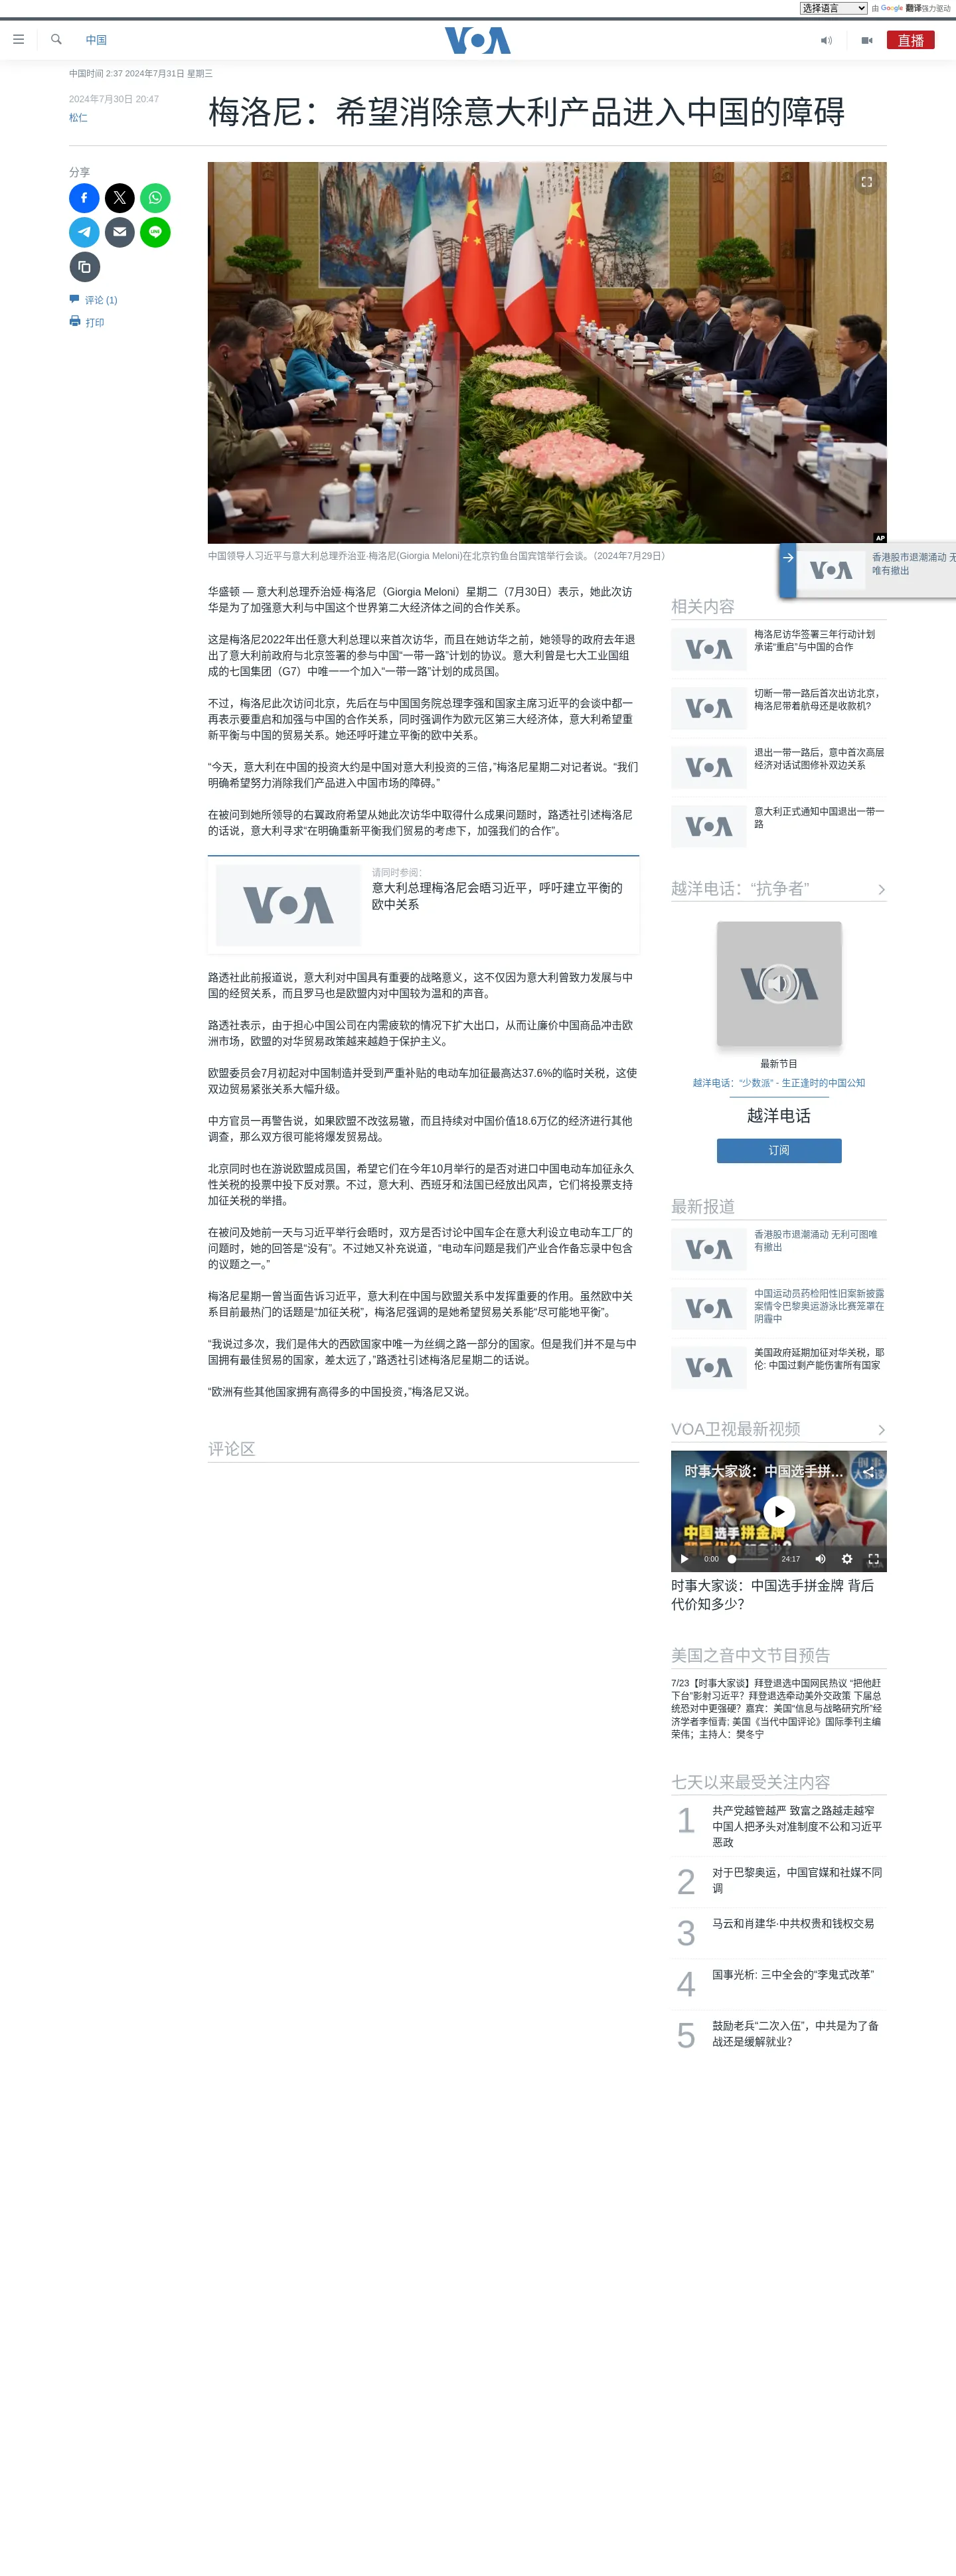 选择语言 由 Google 翻译强力驱动
中国
VOA
直播
中国时间 2:37 2024年7月31日 星期三
2024年7月30日 20:47
松仁
梅洛尼：希望消除意大利产品进入中国的障碍
分享
评论 (1)
打印
AP
中国领导人习近平与意大利总理乔治亚·梅洛尼(Giorgia Meloni)在北京钓鱼台国宾馆举行会谈。（2024年7月29日）
香港股市退潮涌动 无
唯有撤出
华盛顿 — 意大利总理乔治娅·梅洛尼（Giorgia Meloni）星期二（7月30日）表示，她此次访
华是为了加强意大利与中国这个世界第二大经济体之间的合作关系。
这是梅洛尼2022年出任意大利总理以来首次访华，而且在她访华之前，她领导的政府去年退
出了意大利前政府与北京签署的参与中国“一带一路”计划的协议。意大利曾是七大工业国组
成的七国集团（G7）中唯一一个加入“一带一路”计划的成员国。
不过，梅洛尼此次访问北京，先后在与中国国务院总理李强和国家主席习近平的会谈中都一
再表示要重启和加强与中国的合作关系，同时强调作为欧元区第三大经济体，意大利希望重
新平衡与中国的贸易关系。她还呼吁建立平衡的欧中关系。
“今天，意大利在中国的投资大约是中国对意大利投资的三倍，”梅洛尼星期二对记者说。“我们
明确希望努力消除我们产品进入中国市场的障碍。”
在被问到她所领导的右翼政府希望从她此次访华中取得什么成果问题时，路透社引述梅洛尼
的话说，意大利寻求“在明确重新平衡我们贸易的考虑下，加强我们的合作”。
VOA
请同时参阅：
意大利总理梅洛尼会晤习近平，呼吁建立平衡的
欧中关系
路透社此前报道说，意大利对中国具有重要的战略意义，这不仅因为意大利曾致力发展与中
国的经贸关系，而且罗马也是欧盟内对中国较为温和的声音。
路透社表示，由于担心中国公司在内需疲软的情况下扩大出口，从而让廉价中国商品冲击欧
洲市场，欧盟的对华贸易政策越来越趋于保护主义。
欧盟委员会7月初起对中国制造并受到严重补贴的电动车加征最高达37.6%的临时关税，这使
双边贸易紧张关系大幅升级。
中方官员一再警告说，如果欧盟不改弦易辙，而且持续对中国价值18.6万亿的经济进行其他
调查，那么双方很可能将爆发贸易战。
北京同时也在游说欧盟成员国，希望它们在今年10月举行的是否对进口中国电动车加征永久
性关税的投票中投下反对票。不过，意大利、西班牙和法国已经放出风声，它们将投票支持
加征关税的举措。
在被问及她前一天与习近平举行会晤时，双方是否讨论中国车企在意大利设立电动车工厂的
问题时，她的回答是“没有”。不过她又补充说道，“电动车问题是我们产业合作备忘录中包含
的议题之一。”
梅洛尼星期一曾当面告诉习近平，意大利在中国与欧盟关系中发挥重要的作用。虽然欧中关
系目前最热门的话题是“加征关税”，梅洛尼强调的是她希望贸易关系能“尽可能地平衡”。
“我说过多次，我们是伟大的西欧国家中唯一为丝绸之路一部分的国家。但是我们并不是与中
国拥有最佳贸易的国家，差太远了，”路透社引述梅洛尼星期二的话说。
“欧洲有些其他国家拥有高得多的中国投资，”梅洛尼又说。
评论区
相关内容
梅洛尼访华签署三年行动计划
承诺“重启”与中国的合作
切断一带一路后首次出访北京，
梅洛尼带着航母还是收款机?
退出一带一路后，意中首次高层
经济对话试图修补双边关系
意大利正式通知中国退出一带一
路
越洋电话：“抗争者”
最新节目
越洋电话：“少数派” - 生正逢时的中国公知
越洋电话
订阅
最新报道
香港股市退潮涌动 无利可图唯
有撤出
中国运动员药检阳性旧案新披露
案情令巴黎奥运游泳比赛笼罩在
阴霾中
美国政府延期加征对华关税，耶
伦: 中国过剩产能伤害所有国家
VOA卫视最新视频
时事大家谈：中国选手拼...
中国选手拼金牌
背后代价知多少?
0:00 24:17
时事大家谈：中国选手拼金牌 背后
代价知多少？
美国之音中文节目预告
7/23【时事大家谈】拜登退选中国网民热议 “把他赶
下台”影射习近平？拜登退选牵动美外交政策 下届总
统恐对中更强硬？嘉宾：美国“信息与战略研究所”经
济学者李恒青; 美国《当代中国评论》国际季刊主编
荣伟；主持人：樊冬宁
七天以来最受关注内容
1 共产党越管越严 致富之路越走越窄
中国人把矛头对准制度不公和习近平
恶政
2 对于巴黎奥运，中国官媒和社媒不同
调
3 马云和肖建华·中共权贵和钱权交易
4 国事光析: 三中全会的“李鬼式改革”
5 鼓励老兵“二次入伍”，中共是为了备
战还是缓解就业？